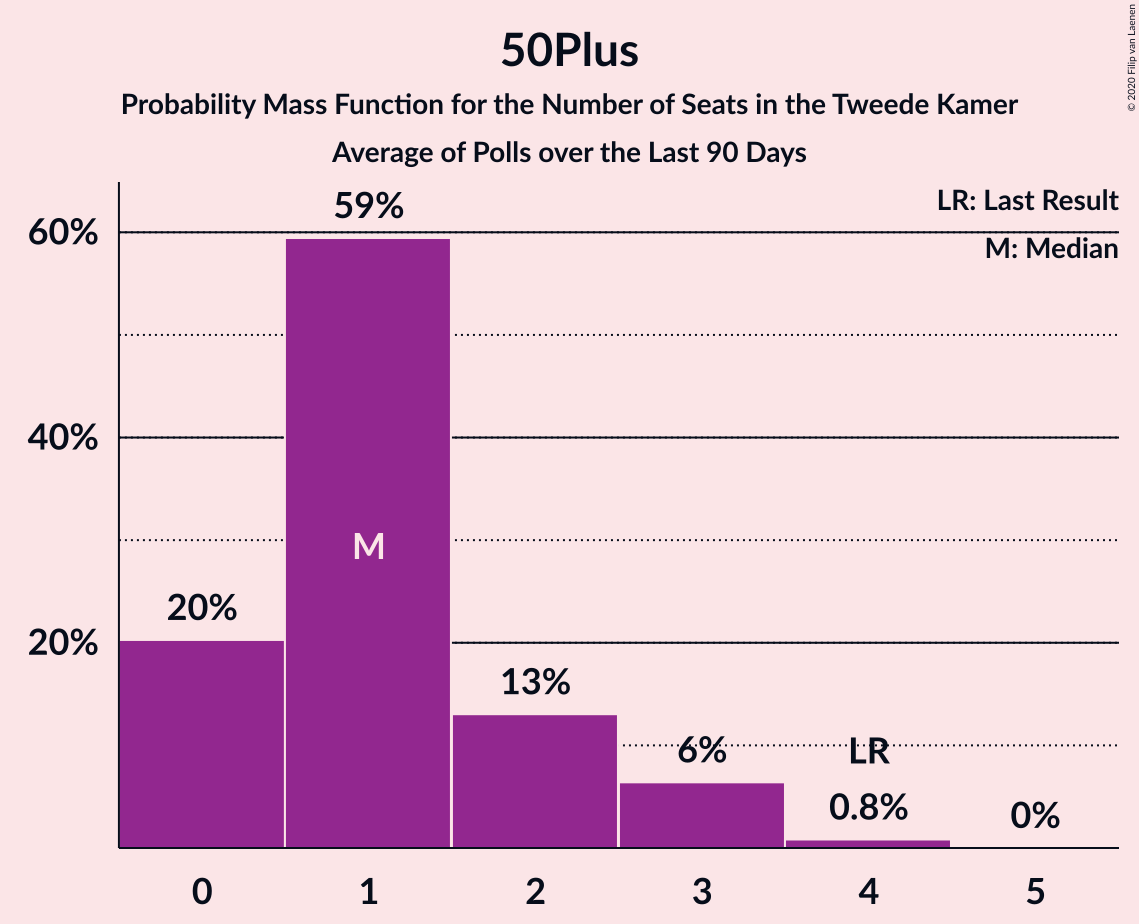 50Plus
Probability Mass Function for the Number of Seats in the Tweede Kamer
Average of Polls over the Last 90 Days
© 2020 Filip van Laenen
LR: Last Result
M: Median
60%
40%
20%
59%
M
20%
13%
6%
LR
0.8%
0%
0 1 2 3 4 5